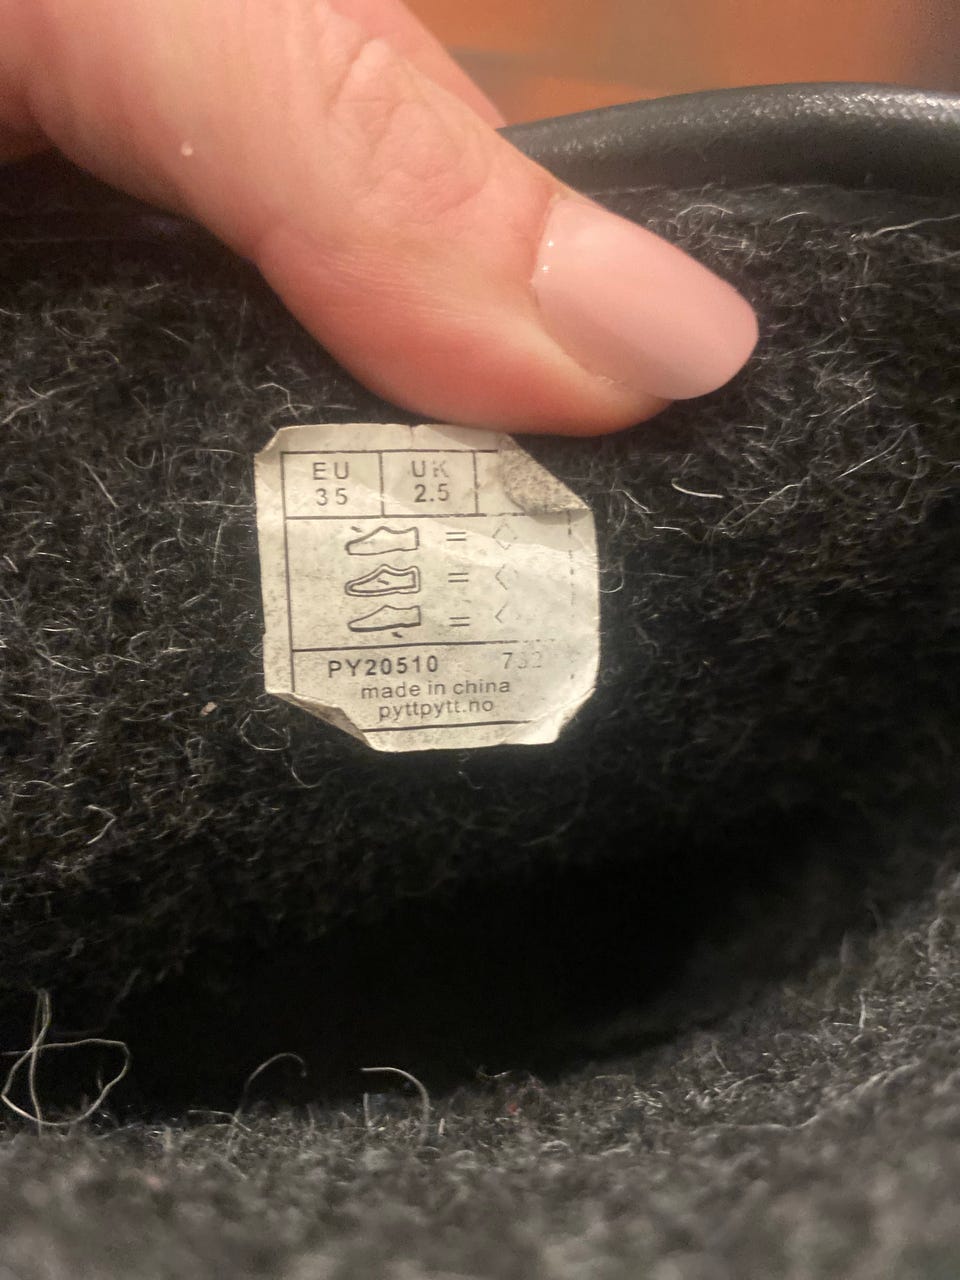 EU UK
35 2.5
PY20510
made in china
pyttpytt.no